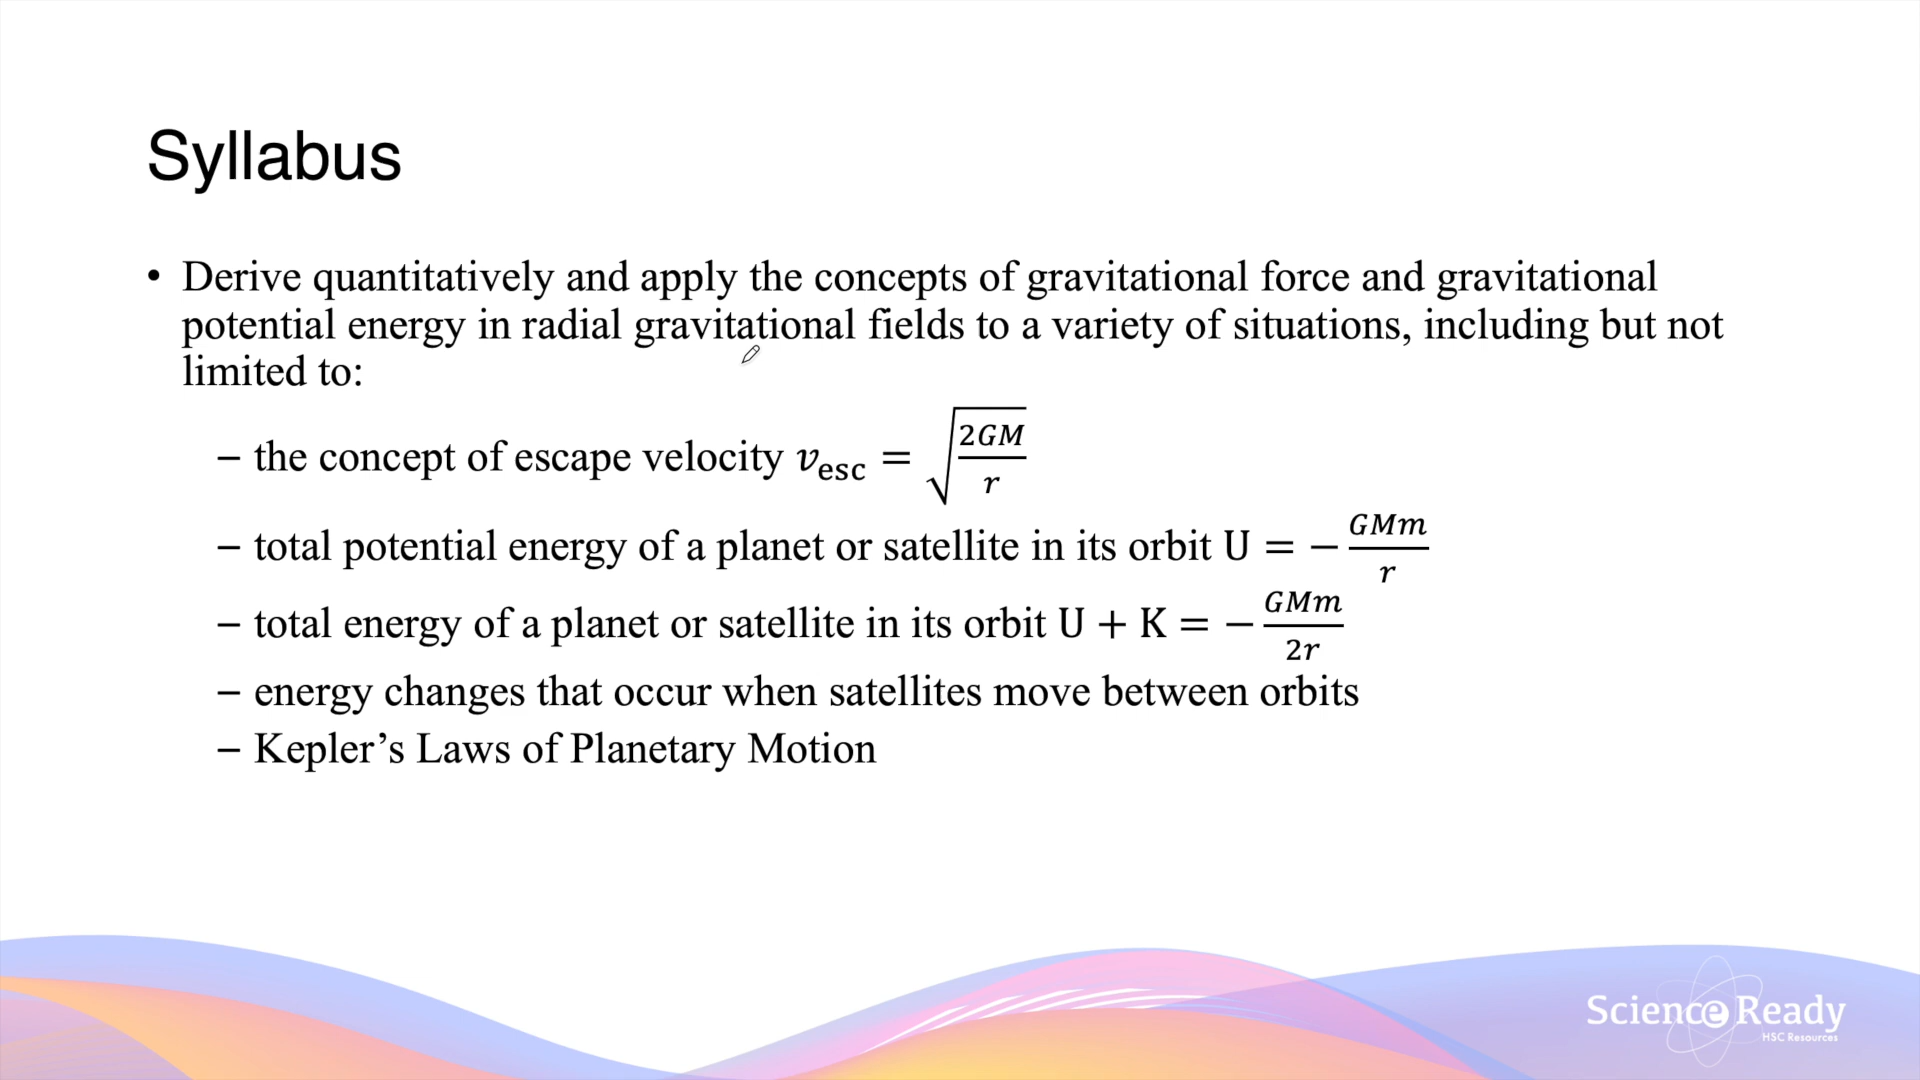 Syllabus
• Derive quantitatively and apply the concepts of gravitational force and gravitational
potential energy in radial gravitational fields to a variety of situations, including but not
limited to:
– the concept of escape velocity v_esc = √(2GM/r)
– total potential energy of a planet or satellite in its orbit U = −GMm/r
– total energy of a planet or satellite in its orbit U + K = −GMm/2r
– energy changes that occur when satellites move between orbits
– Kepler’s Laws of Planetary Motion
Science Ready
HSC Resources